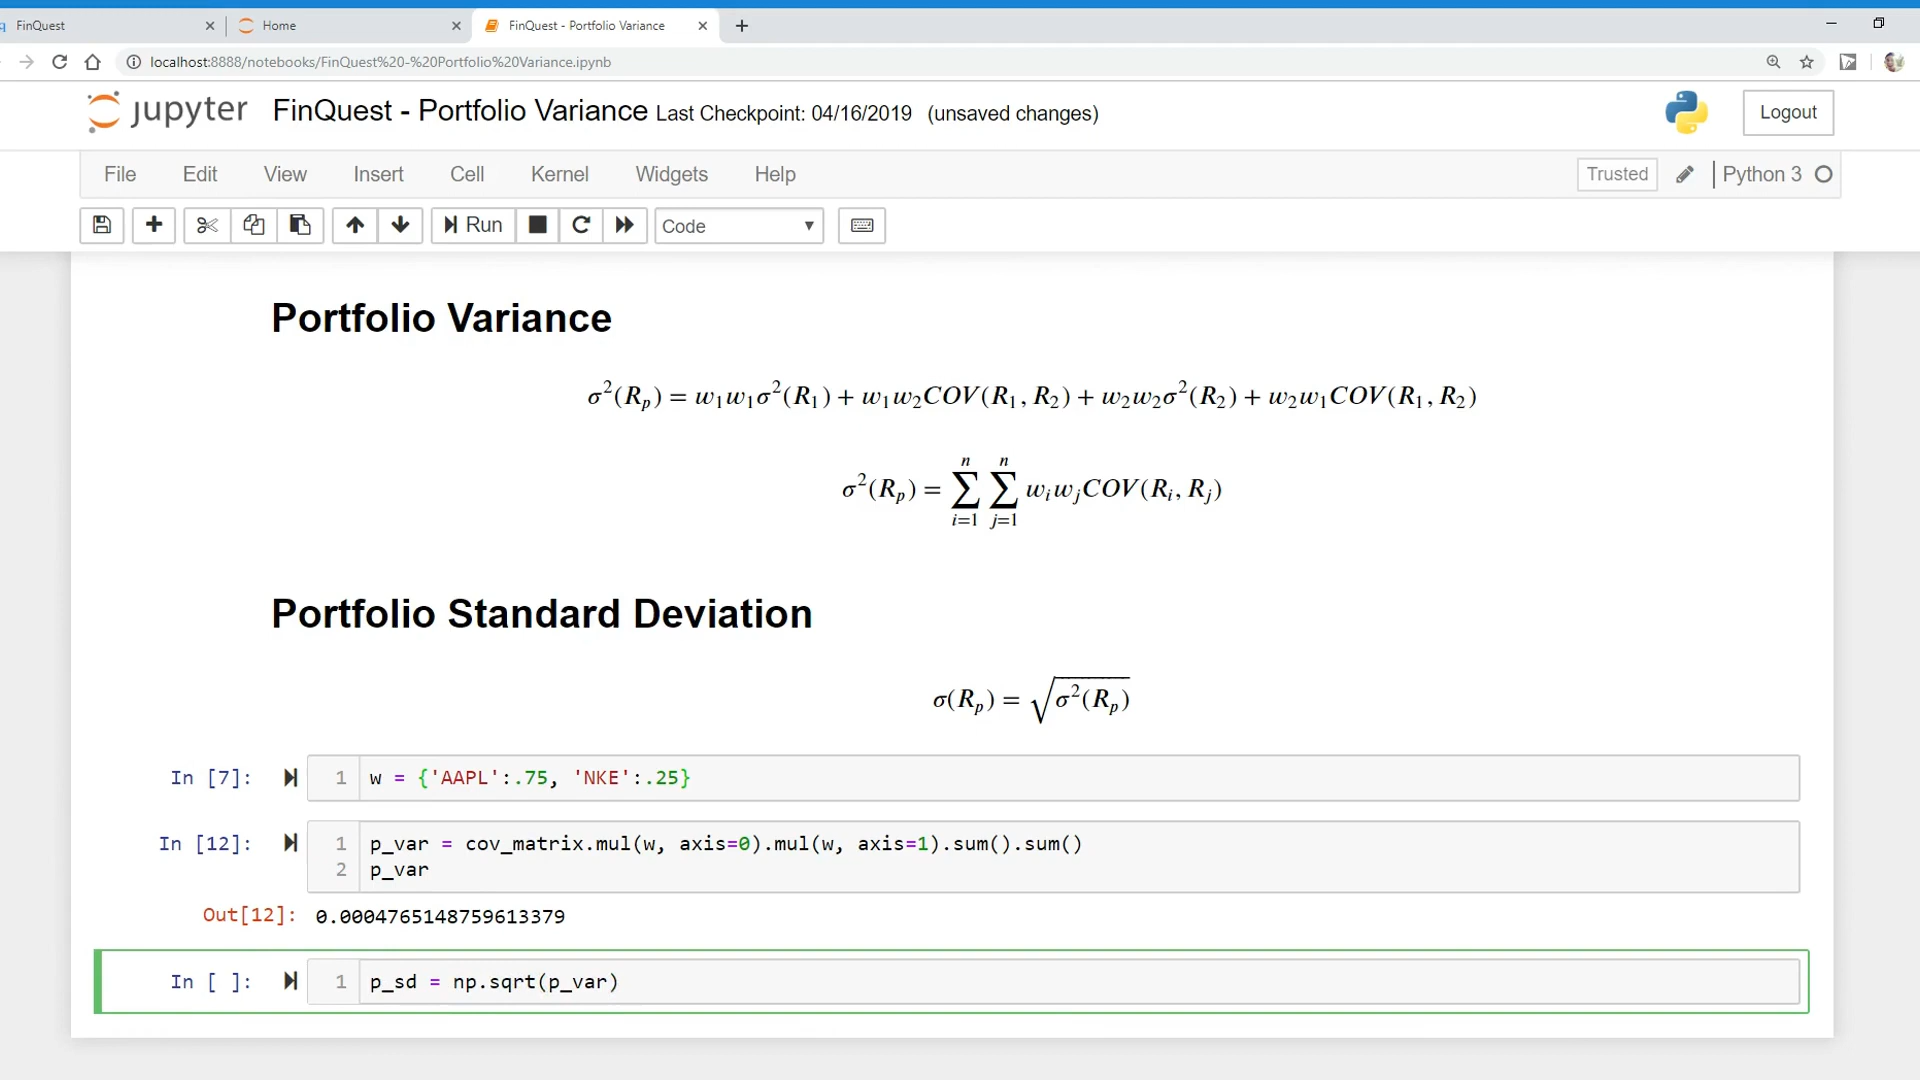 FinQuest
Home
FinQuest - Portfolio Variance
localhost:8888/notebooks/FinQuest%20-%20Portfolio%20Variance.ipynb
jupyter FinQuest - Portfolio Variance Last Checkpoint: 04/16/2019 (unsaved changes)
Logout
File Edit View Insert Cell Kernel Widgets Help
Trusted Python 3
Run Code
Portfolio Variance
σ²(Rₚ) = w₁w₁σ²(R₁) + w₁w₂COV(R₁, R₂) + w₂w₂σ²(R₂) + w₂w₁COV(R₁, R₂)
σ²(Rₚ) = ∑ᵢ₌₁ⁿ ∑ⱼ₌₁ⁿ wᵢwⱼCOV(Rᵢ, Rⱼ)
Portfolio Standard Deviation
σ(Rₚ) = √σ²(Rₚ)
In [7]: 1 w = {'AAPL':.75, 'NKE':.25}
In [12]: 1 p_var = cov_matrix.mul(w, axis=0).mul(w, axis=1).sum().sum()
2 p_var
Out[12]: 0.0004765148759613379
In [ ]: 1 p_sd = np.sqrt(p_var)